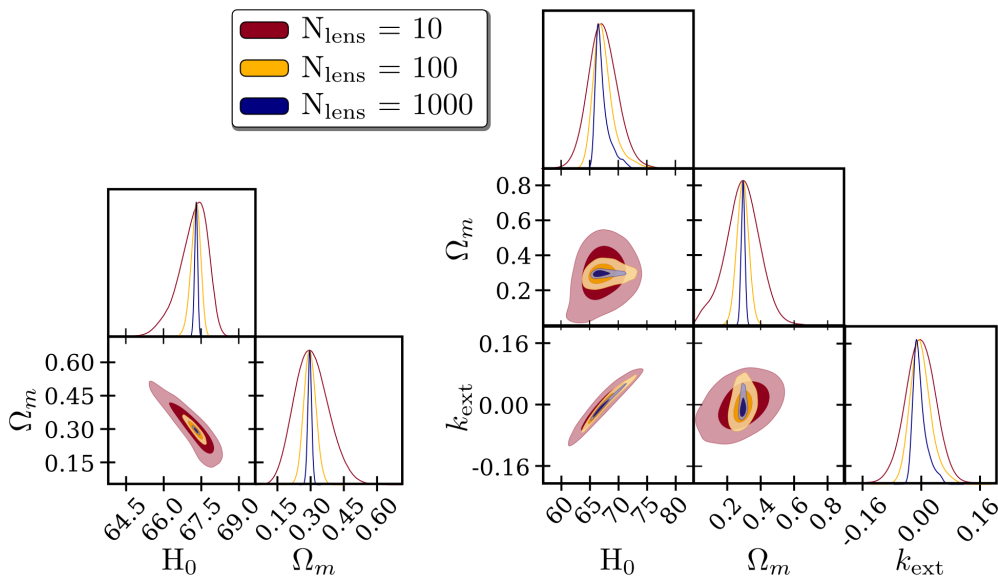 N_lens = 10
N_lens = 100
N_lens = 1000
Ω_m
0.60
0.45
0.30
0.15
64.5
66.0
67.5
69.0
H_0
0.15
0.30
0.45
0.60
Ω_m
Ω_m
0.8
0.6
0.4
0.2
k_ext
0.16
0.00
-0.16
60
65
70
75
80
H_0
0.2
0.4
0.6
0.8
Ω_m
-0.16
0.00
0.16
k_ext